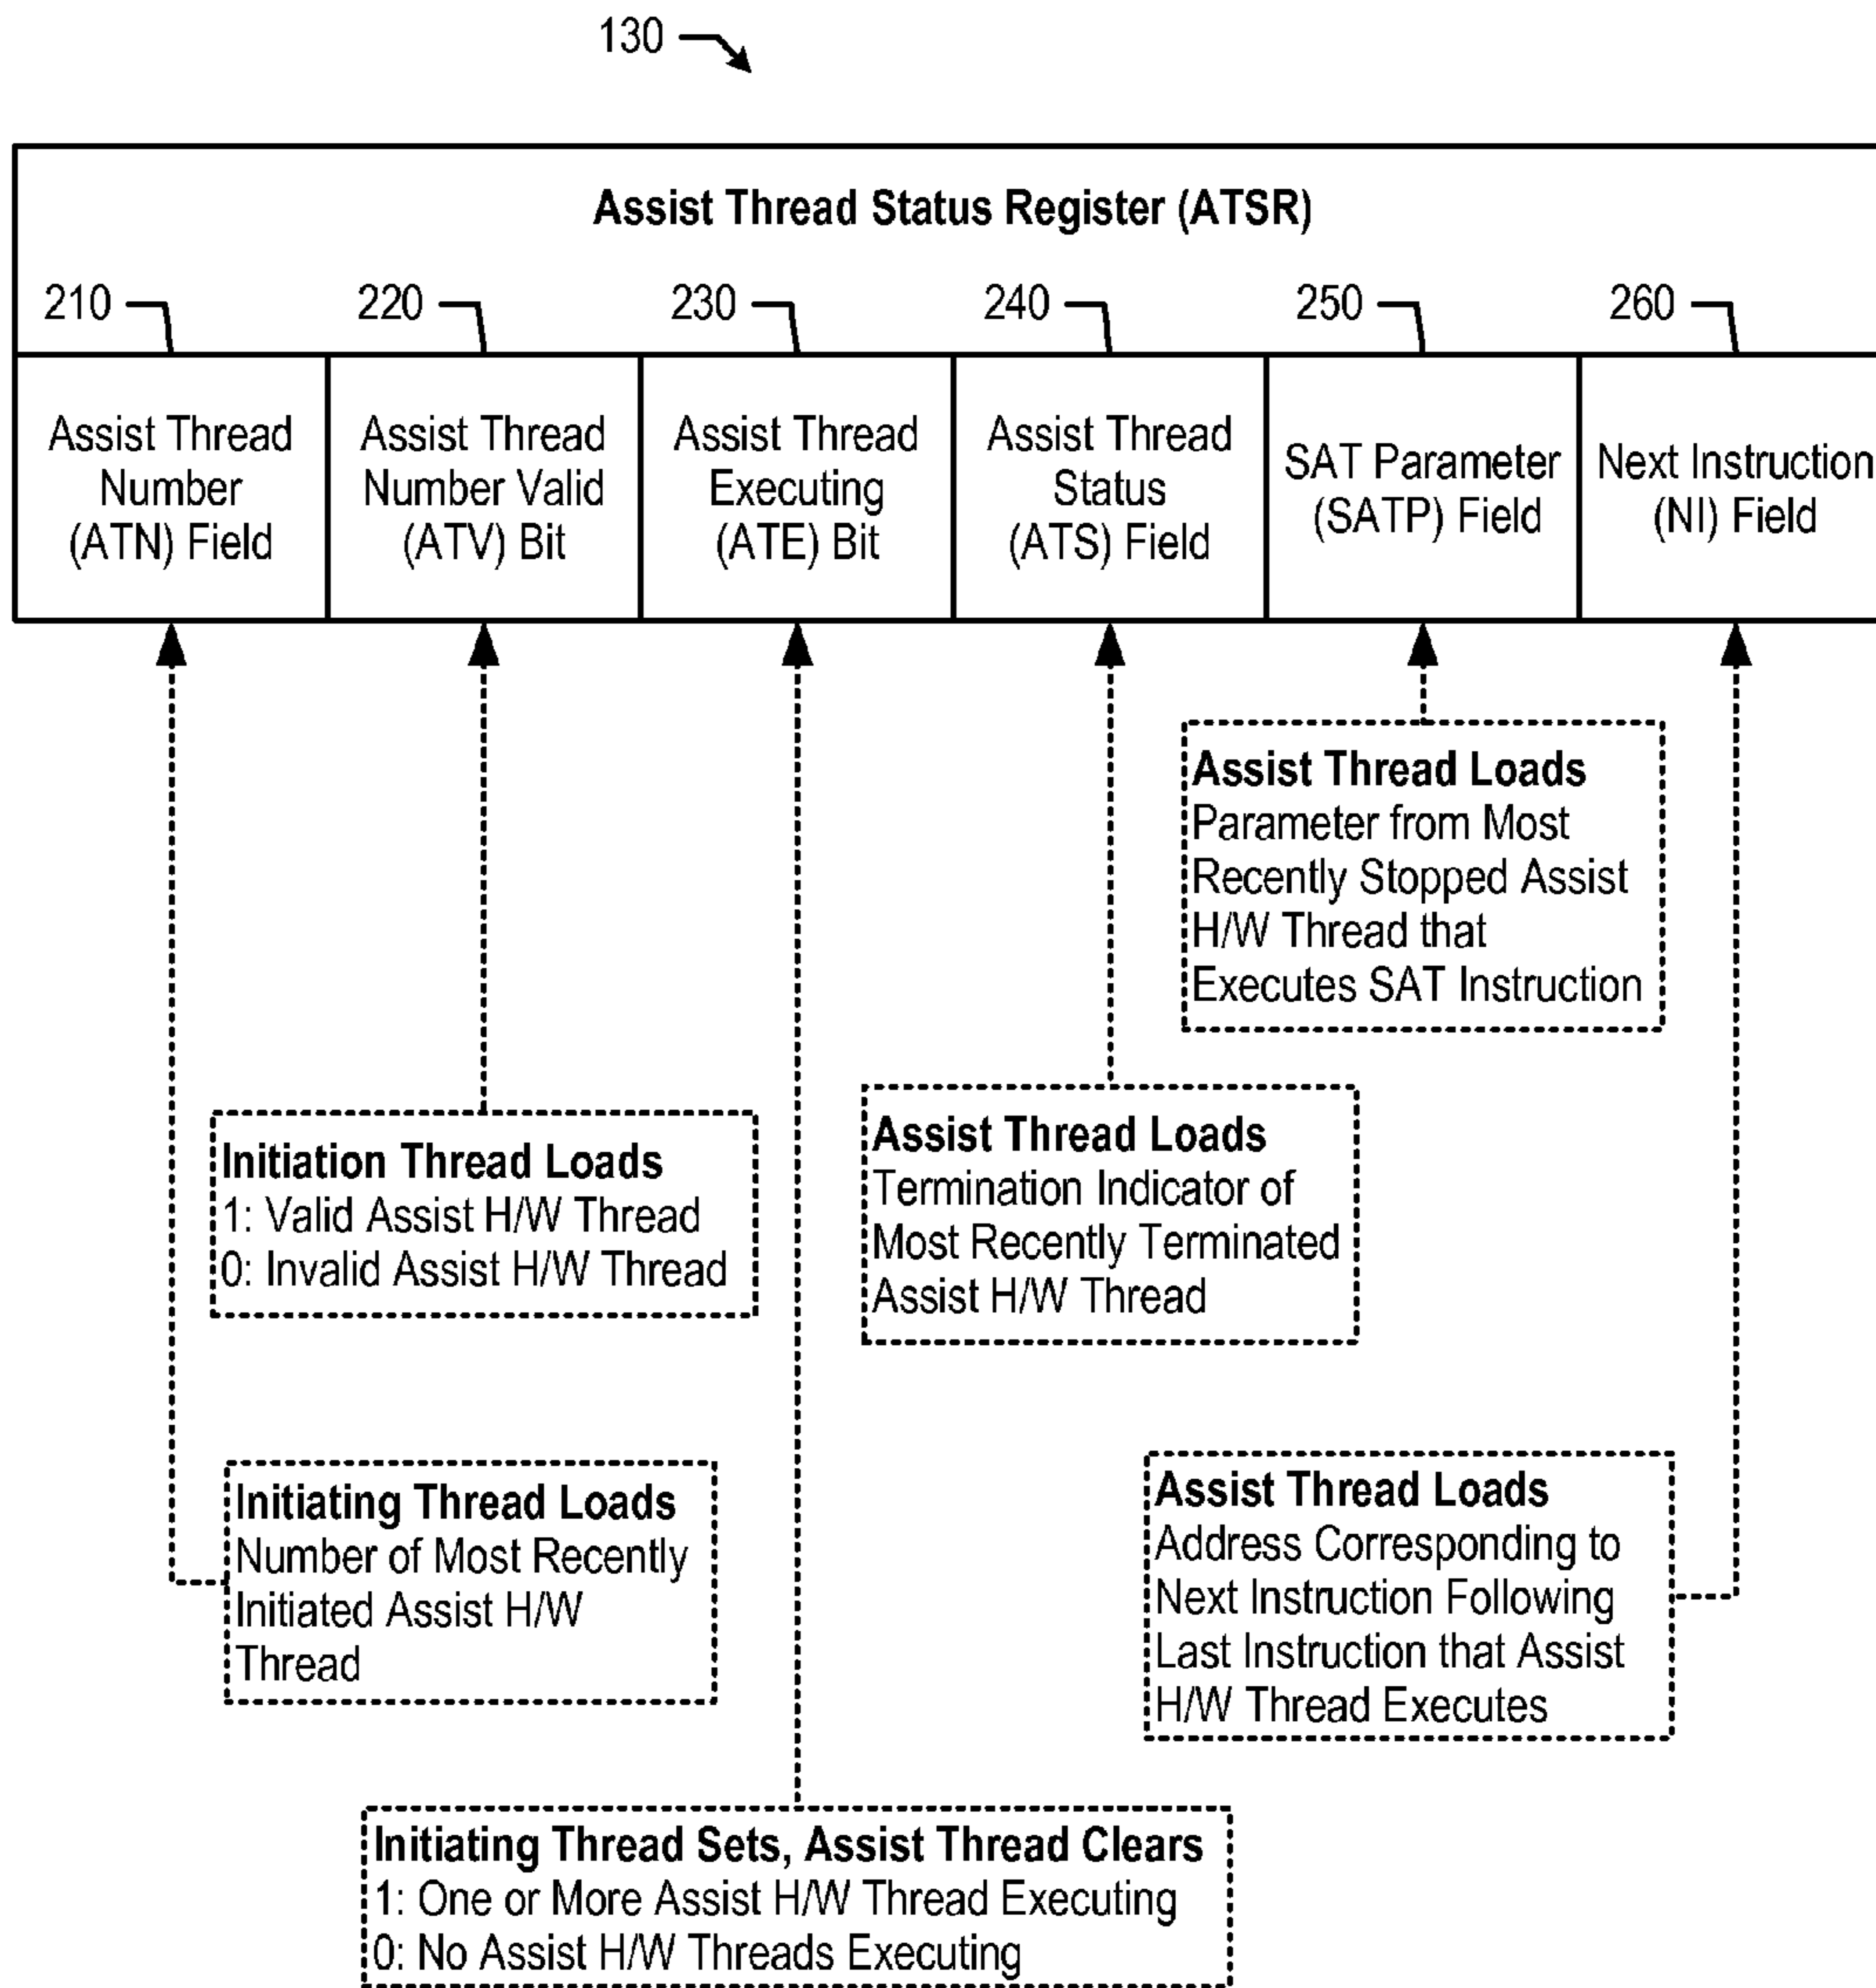 130
Assist Thread Status Register (ATSR)
210
220
230
240
250
260
Assist Thread
Number
(ATN) Field
Assist Thread
Number Valid
(ATV) Bit
Assist Thread
Executing
(ATE) Bit
Assist Thread
Status
(ATS) Field
SAT Parameter
(SATP) Field
Next Instruction
(NI) Field
Assist Thread Loads
Parameter from Most
Recently Stopped Assist
H/W Thread that
Executes SAT Instruction
Initiation Thread Loads
1: Valid Assist H/W Thread
0: Invalid Assist H/W Thread
Assist Thread Loads
Termination Indicator of
Most Recently Terminated
Assist H/W Thread
Initiating Thread Loads
Number of Most Recently
Initiated Assist H/W
Thread
Assist Thread Loads
Address Corresponding to
Next Instruction Following
Last Instruction that Assist
H/W Thread Executes
Initiating Thread Sets, Assist Thread Clears
1: One or More Assist H/W Thread Executing
0: No Assist H/W Threads Executing